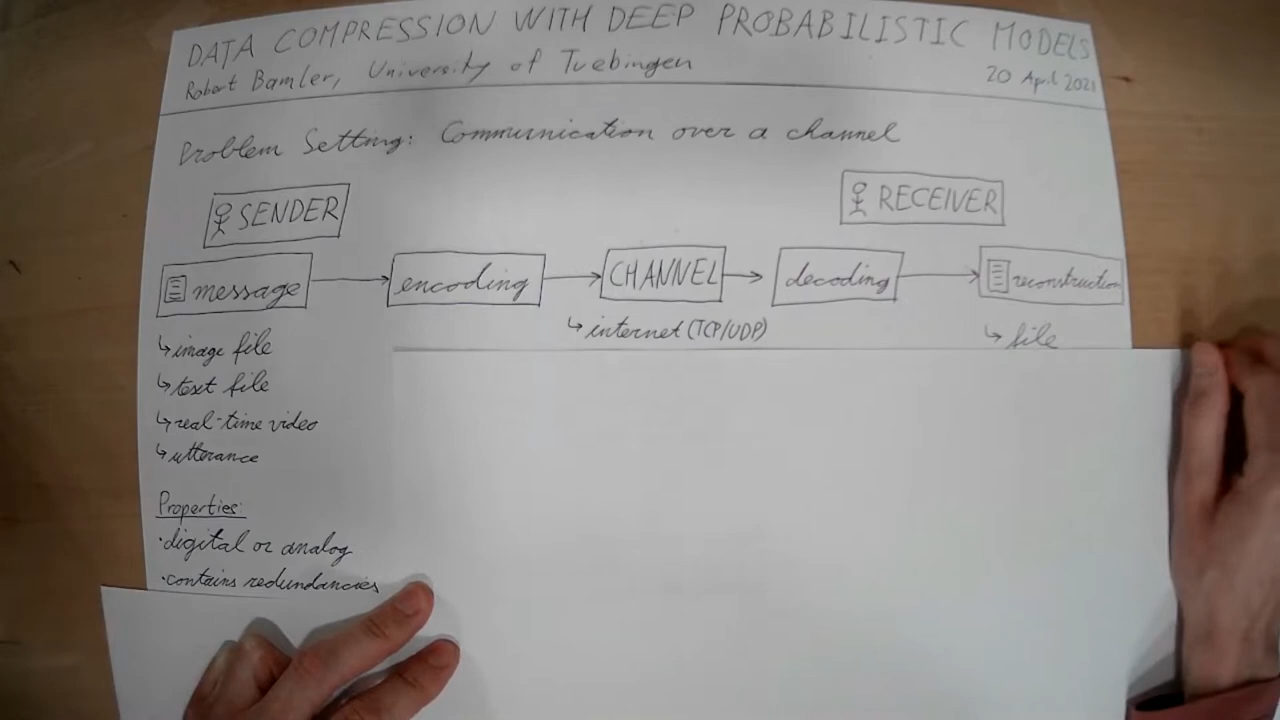 DATA COMPRESSION WITH DEEP PROBABILISTIC MODELS
Robert Bamler, University of Tuebingen
20 April 2021
Problem Setting: Communication over a channel
SENDER
RECEIVER
message
encoding
CHANNEL
decoding
reconstruction
↳ internet (TCP/UDP)
↳ file
↳ image file
↳ text file
↳ real-time video
↳ utterance
Properties:
· digital or analog
· contains redundancies